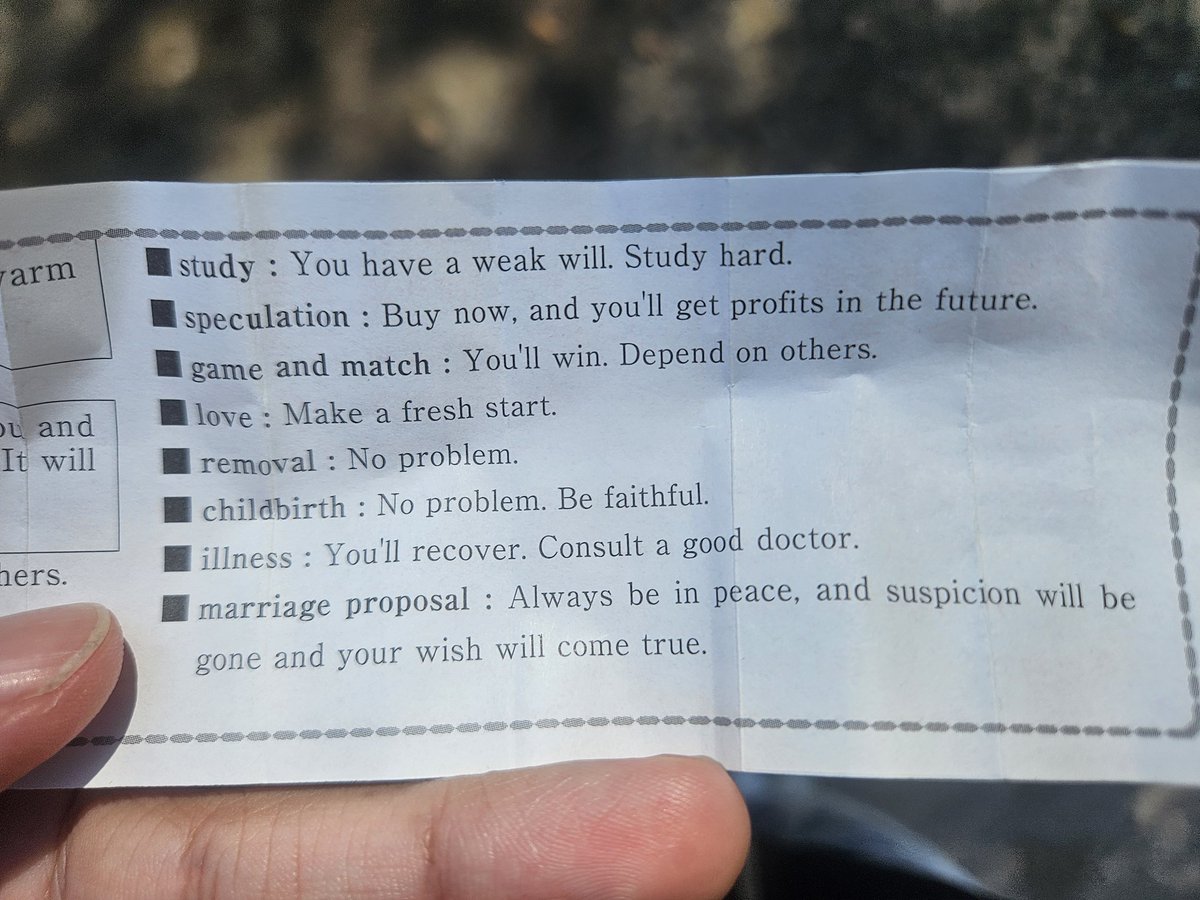 warm
ou and
It will
hers.
■ study : You have a weak will. Study hard.
■ speculation : Buy now, and you'll get profits in the future.
■ game and match : You'll win. Depend on others.
■ love : Make a fresh start.
■ removal : No problem.
■ childbirth : No problem. Be faithful.
■ illness : You'll recover. Consult a good doctor.
■ marriage proposal : Always be in peace, and suspicion will be
gone and your wish will come true.